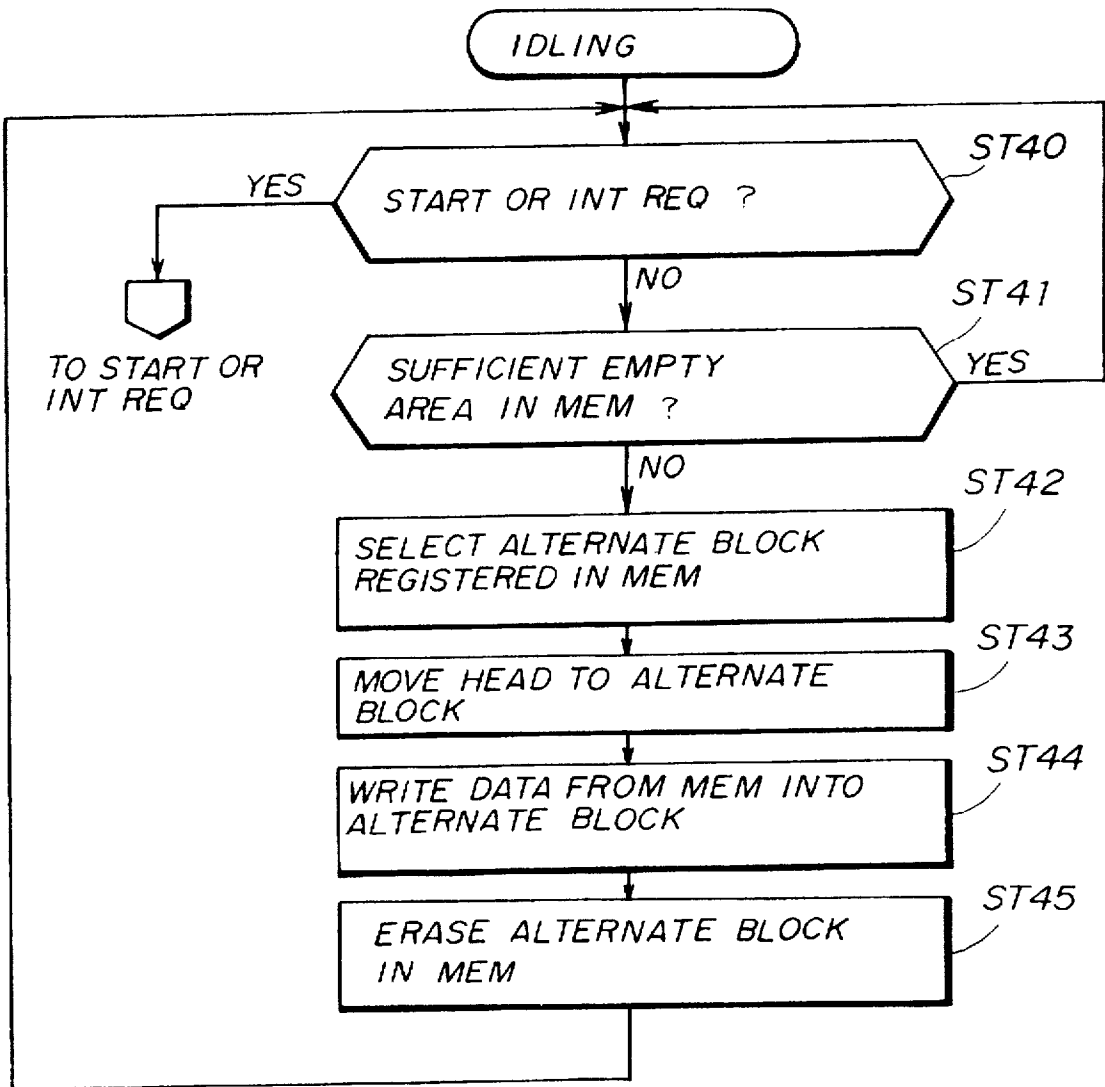 IDLING
START OR INT REQ ?
ST40
YES
NO
TO START OR
INT REQ
SUFFICIENT EMPTY
AREA IN MEM ?
ST41
YES
NO
SELECT ALTERNATE BLOCK
REGISTERED IN MEM
ST42
MOVE HEAD TO ALTERNATE
BLOCK
ST43
WRITE DATA FROM MEM INTO
ALTERNATE BLOCK
ST44
ERASE ALTERNATE BLOCK
IN MEM
ST45